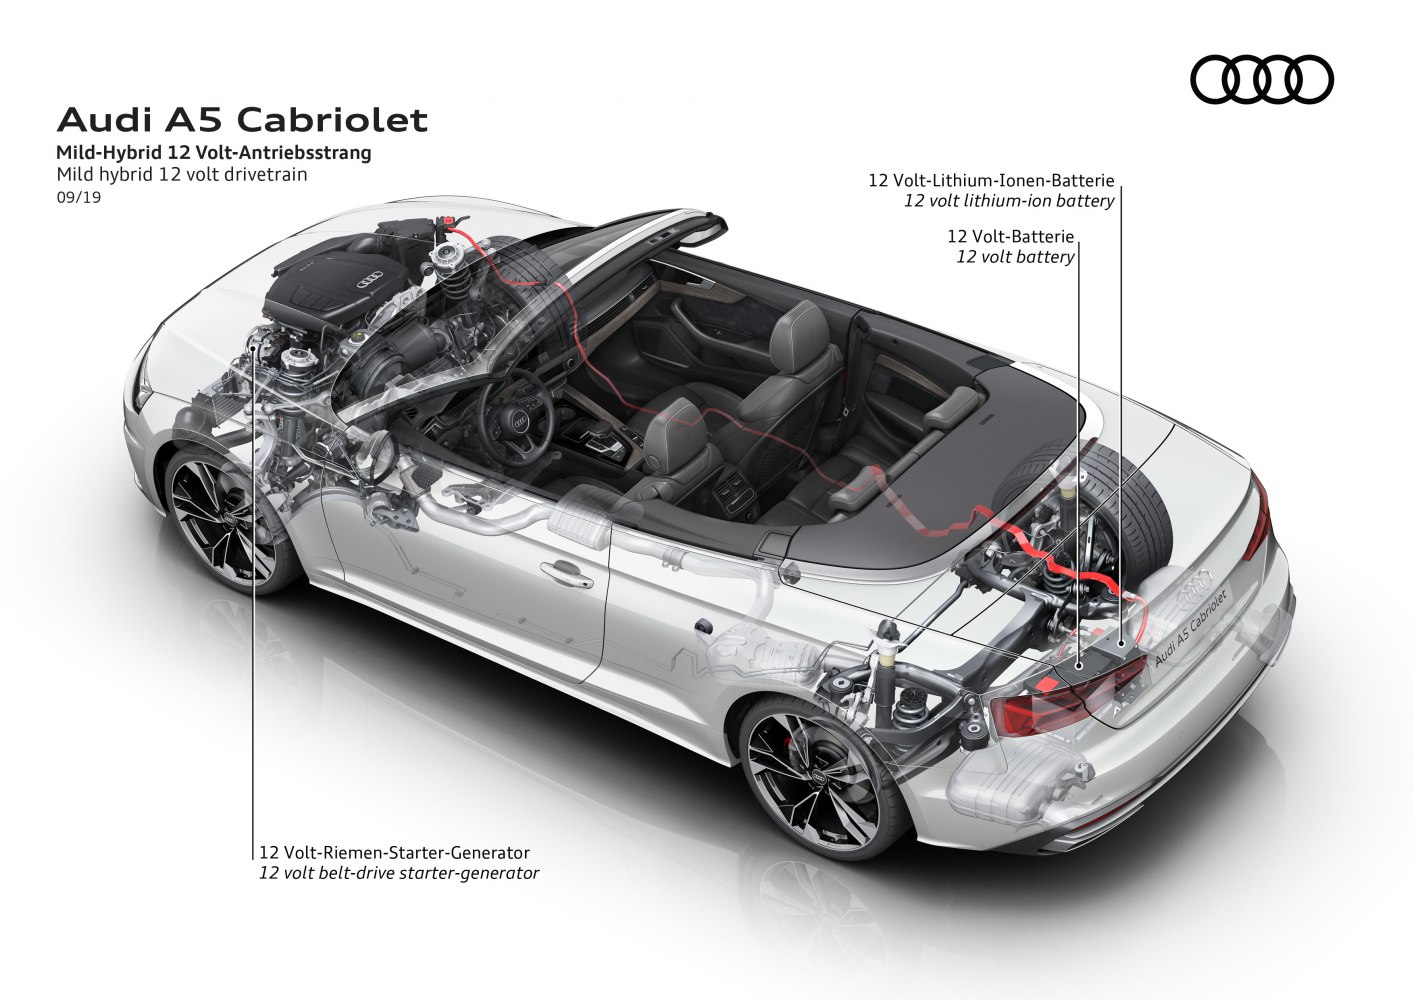 Audi A5 Cabriolet
Mild-Hybrid 12 Volt-Antriebsstrang
Mild hybrid 12 volt drivetrain
09/19
12 Volt-Lithium-Ionen-Batterie
12 volt lithium-ion battery
12 Volt-Batterie
12 volt battery
Audi A5 Cabriolet
A5
12 Volt-Riemen-Starter-Generator
12 volt belt-drive starter-generator